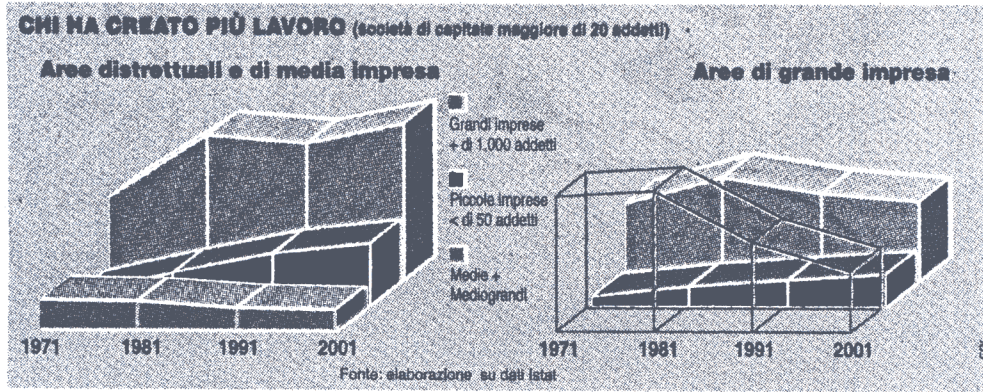 CHI HA CREATO PIÙ LAVORO (società di capitale maggiore di 20 addetti)
Aree distrettuali e di media impresa
Aree di grande impresa
Grandi imprese
+ di 1.000 addetti
Piccole imprese
< di 50 addetti
Medie +
Mediograndi
1971 1981 1991 2001
1971 1981 1991 2001
Fonte: elaborazione su dati Istat